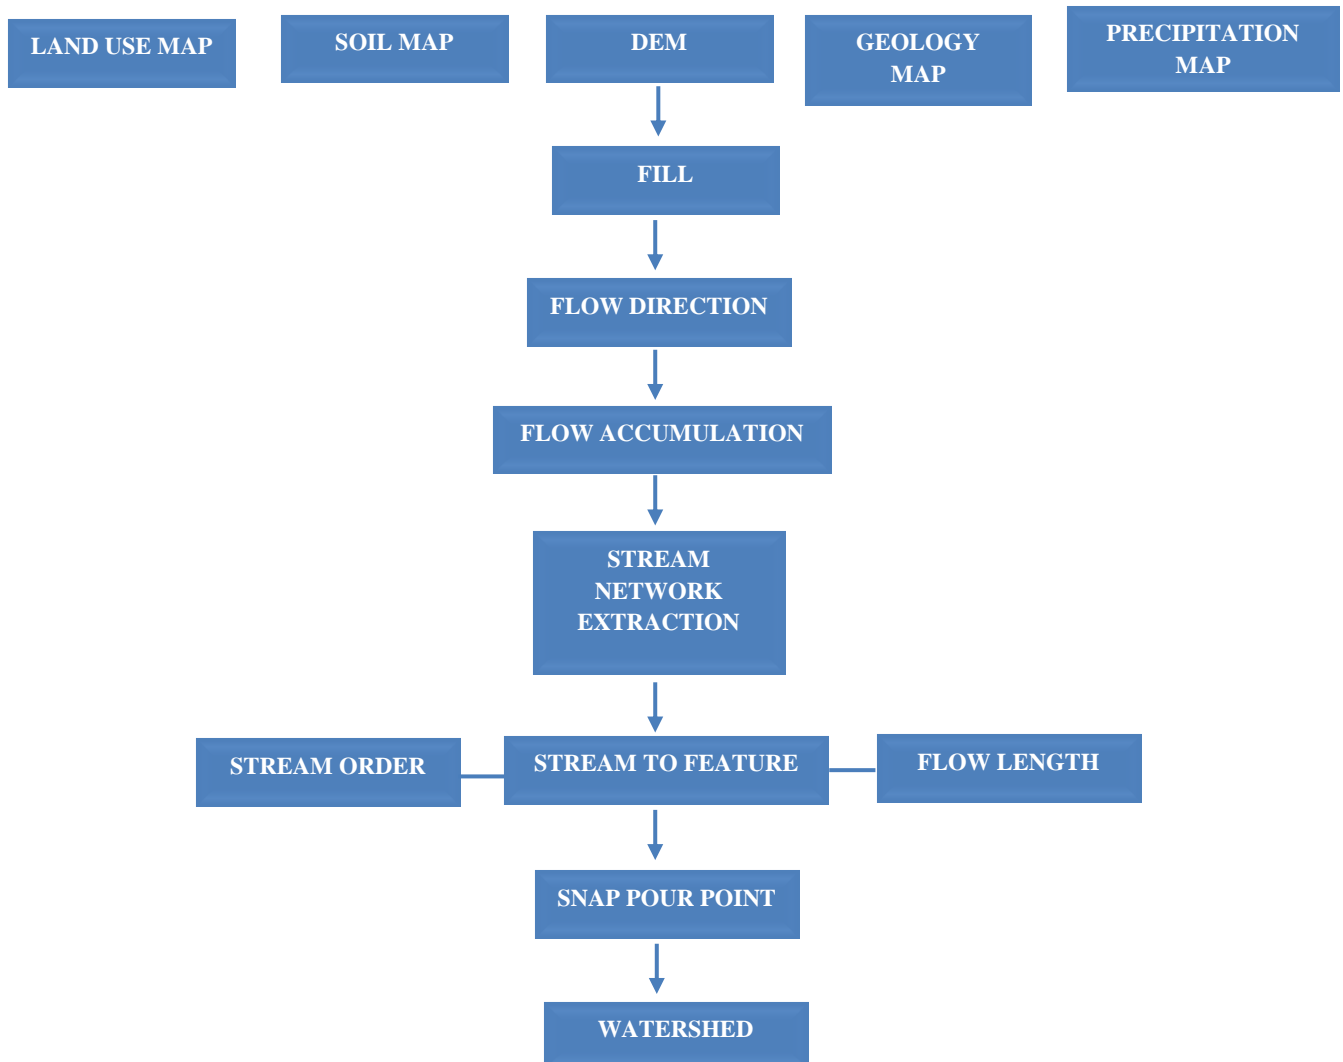 LAND USE MAP
SOIL MAP
DEM
GEOLOGY
MAP
PRECIPITATION
MAP
FILL
FLOW DIRECTION
FLOW ACCUMULATION
STREAM
NETWORK
EXTRACTION
STREAM ORDER
STREAM TO FEATURE
FLOW LENGTH
SNAP POUR POINT
WATERSHED